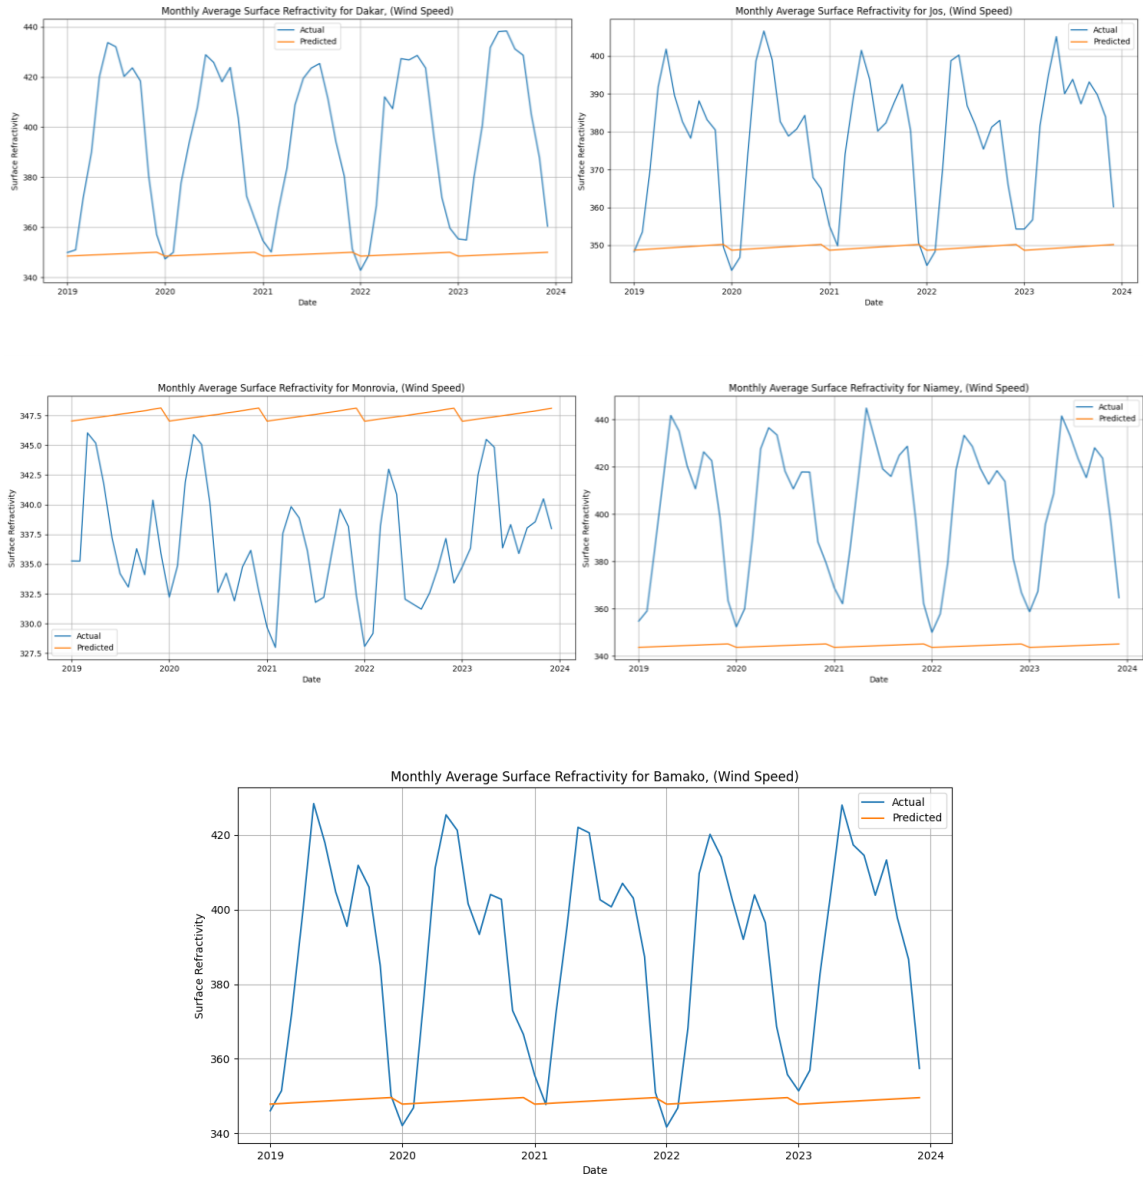 Monthly Average Surface Refractivity for Dakar, (Wind Speed)
Actual
Predicted
Surface Refractivity
440
420
400
380
360
340
2019 2020 2021 2022 2023 2024
Date
Monthly Average Surface Refractivity for Jos, (Wind Speed)
Actual
Predicted
Surface Refractivity
400
390
380
370
360
350
2019 2020 2021 2022 2023 2024
Date
Monthly Average Surface Refractivity for Monrovia, (Wind Speed)
Surface Refractivity
347.5
345.0
342.5
340.0
337.5
335.0
332.5
330.0
327.5
Actual
Predicted
2019 2020 2021 2022 2023 2024
Date
Monthly Average Surface Refractivity for Niamey, (Wind Speed)
Actual
Predicted
Surface Refractivity
440
420
400
380
360
340
2019 2020 2021 2022 2023 2024
Date
Monthly Average Surface Refractivity for Bamako, (Wind Speed)
Actual
Predicted
Surface Refractivity
420
400
380
360
340
2019 2020 2021 2022 2023 2024
Date